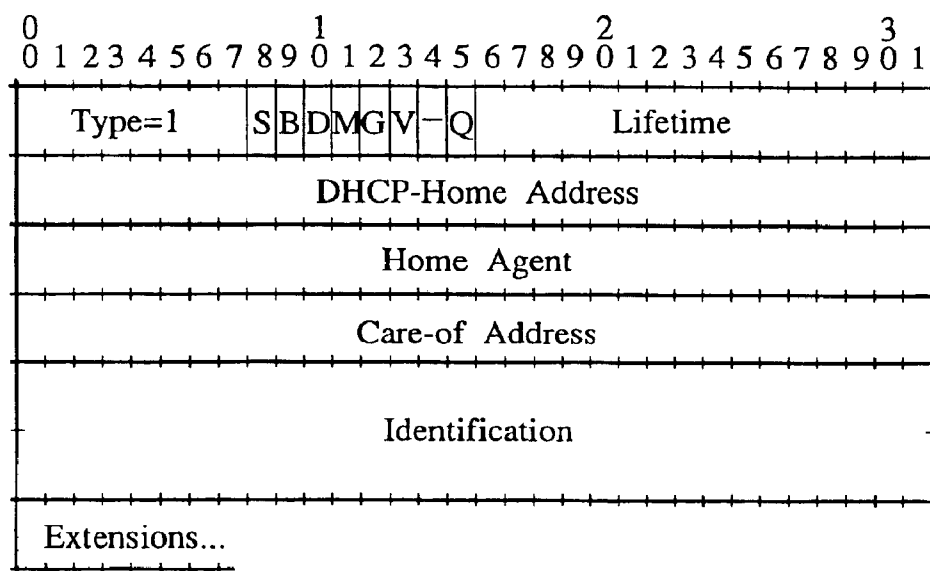 0 1 2 3
0 1 2 3 4 5 6 7 8 9 0 1 2 3 4 5 6 7 8 9 0 1 2 3 4 5 6 7 8 9 0 1
Type=1 S B D M G V - Q Lifetime
DHCP-Home Address
Home Agent
Care-of Address
Identification
Extensions...